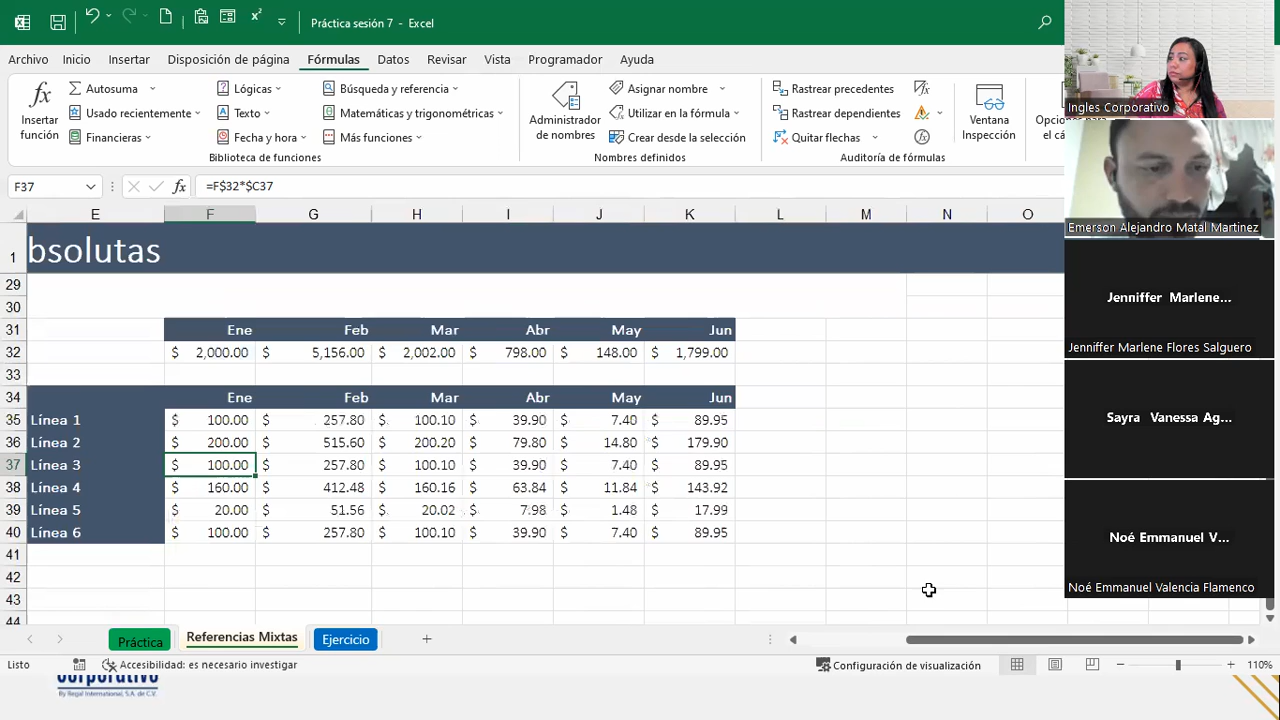 Práctica sesión 7 - Excel
Archivo Inicio Insertar Disposición de página Fórmulas Vista Ayuda
Insertar función
Autosuma
Usado recientemente
Financieras
Lógicas
Texto
Fecha y hora
Búsqueda y referencia
Matemáticas y trigonométricas
Biblioteca de funciones
Administrador de nombres
Asignar nombre
Utilizar en la fórmula
Crear desde la selección
Nombres definidos
Rastrear precedentes
Rastrear dependientes
Quitar flechas
Auditoría de fórmulas
Ventana Inspección
F37 fx =F$32*$C37
E F G H I J K L M N O
1 bsolutas
29
30
31 Ene Feb Mar Abr May Jun
32 $ 2,000.00 $ 5,156.00 $ 2,002.00 $ 798.00 $ 148.00 $ 1,799.00
33
34 Ene Feb Mar Abr May Jun
35 Línea 1 $ 100.00 $ 257.80 $ 100.10 $ 39.90 $ 7.40 $ 89.95
36 Línea 2 $ 200.00 $ 515.60 $ 200.20 $ 79.80 $ 14.80 $ 179.90
37 Línea 3 $ 100.00 $ 257.80 $ 100.10 $ 39.90 $ 7.40 $ 89.95
38 Línea 4 $ 160.00 $ 412.48 $ 160.16 $ 63.84 $ 11.84 $ 143.92
39 Línea 5 $ 20.00 $ 51.56 $ 20.02 $ 7.98 $ 1.48 $ 17.99
40 Línea 6 $ 100.00 $ 257.80 $ 100.10 $ 39.90 $ 7.40 $ 89.95
41
42
43
44
Práctica Referencias Mixtas Ejercicio
Listo Accesibilidad: es necesario investigar Configuración de visualización 110%
By Regal International, S.A. de C.V.
Ingles Corporativo
Emerson Alejandro Matal Martinez
Jenniffer Marlene...
Jenniffer Marlene Flores Salguero
Sayra Vanessa Ag...
Noé Emmanuel V...
Noé Emmanuel Valencia Flamenco